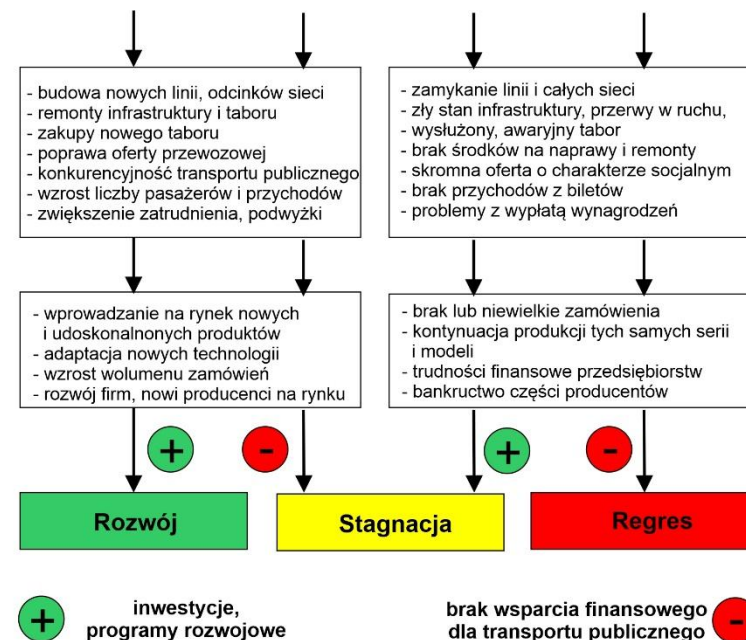 - budowa nowych linii, odcinków sieci
- remonty infrastruktury i taboru
- zakupy nowego taboru
- poprawa oferty przewozowej
- konkurencyjność transportu publicznego
- wzrost liczby pasażerów i przychodów
- zwiększenie zatrudnienia, podwyżki
- zamykanie linii i całych sieci
- zły stan infrastruktury, przerwy w ruchu,
- wysłużony, awaryjny tabor
- brak środków na naprawy i remonty
- skromna oferta o charakterze socjalnym
- brak przychodów z biletów
- problemy z wypłatą wynagrodzeń
- wprowadzanie na rynek nowych
i udoskonalnonych produktów
- adaptacja nowych technologii
- wzrost wolumenu zamówień
- rozwój firm, nowi producenci na rynku
- brak lub niewielkie zamówienia
- kontynuacja produkcji tych samych serii
i modeli
- trudności finansowe przedsiębiorstw
- bankructwo części producentów
+ - + -
Rozwój
Stagnacja
Regres
+
inwestycje,
programy rozwojowe
brak wsparcia finansowego
dla transportu publicznego
-